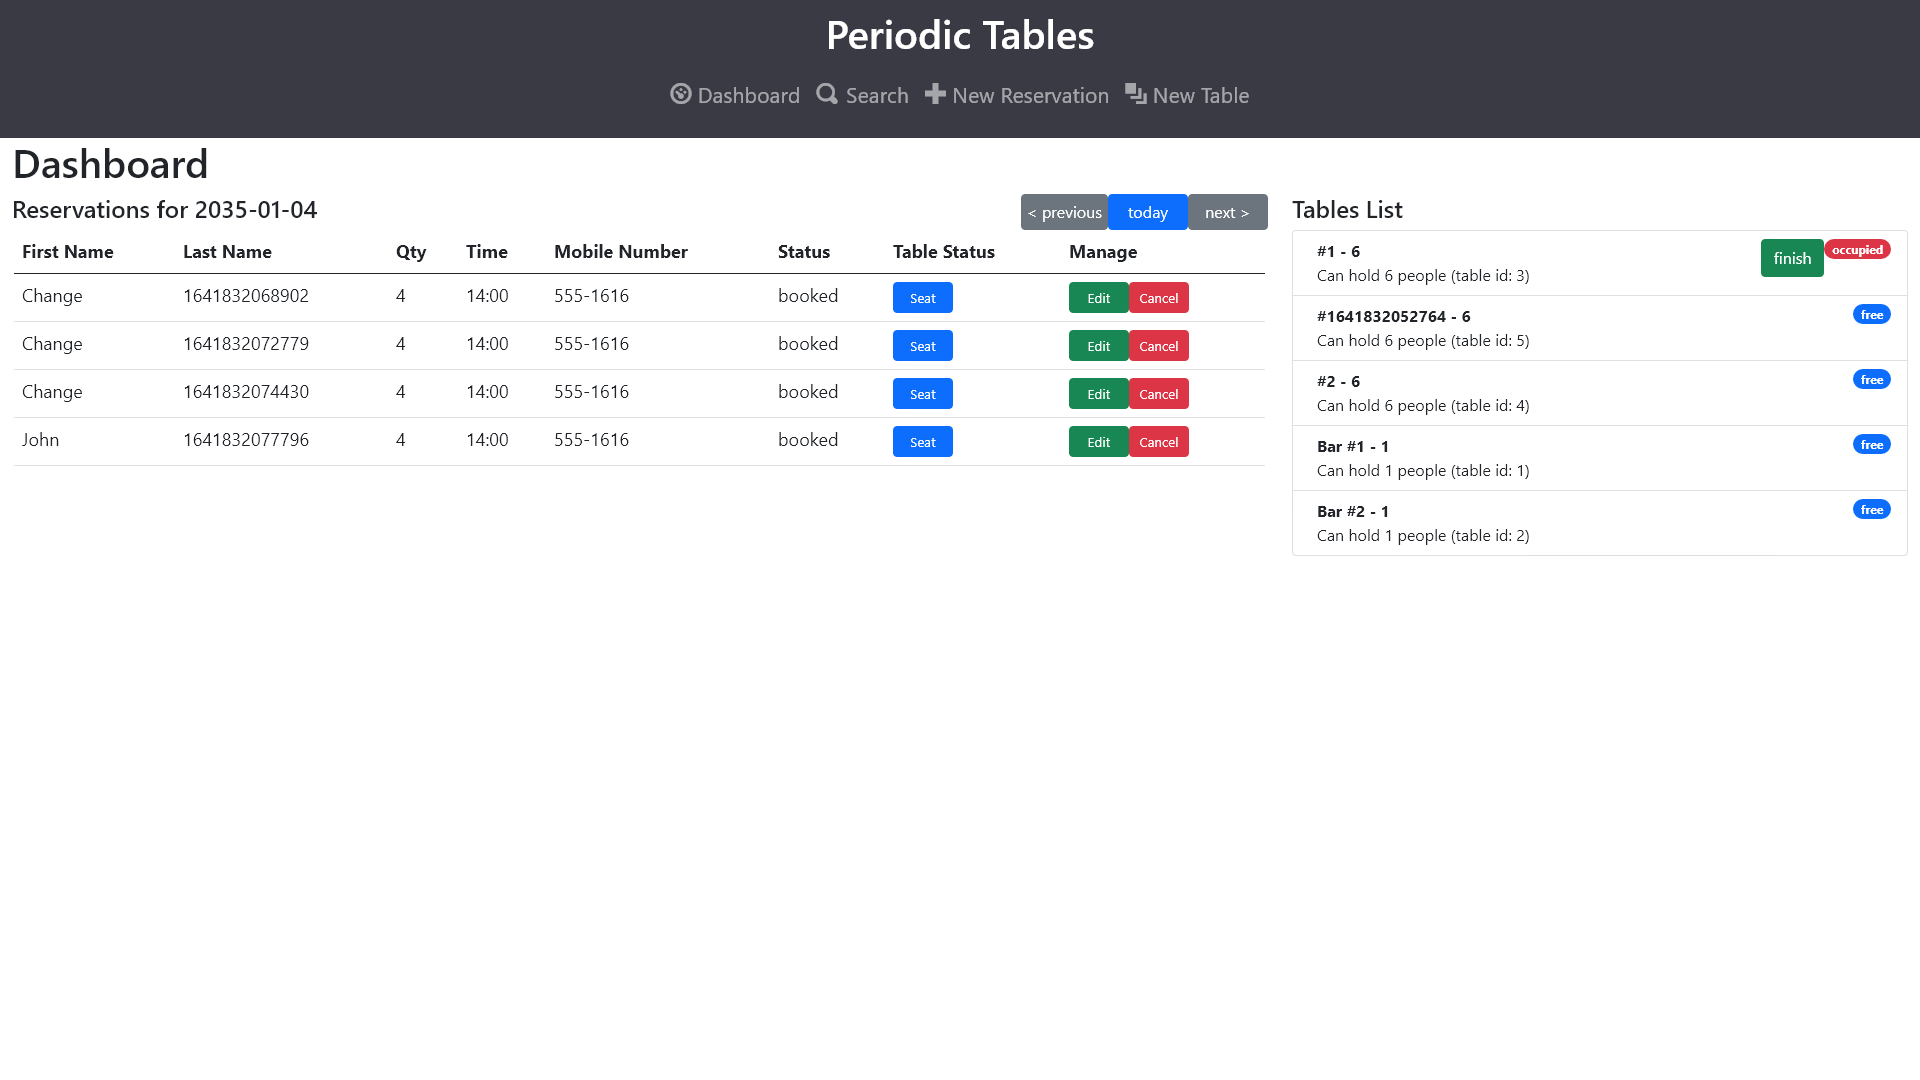 Periodic Tables
Dashboard Search New Reservation New Table
Dashboard
Reservations for 2035-01-04
< previous today next >
First Name Last Name Qty Time Mobile Number Status Table Status Manage
Change 1641832068902 4 14:00 555-1616 booked Seat Edit Cancel
Change 1641832072779 4 14:00 555-1616 booked Seat Edit Cancel
Change 1641832074430 4 14:00 555-1616 booked Seat Edit Cancel
John 1641832077796 4 14:00 555-1616 booked Seat Edit Cancel
Tables List
#1 - 6 finish occupied
Can hold 6 people (table id: 3)
#1641832052764 - 6 free
Can hold 6 people (table id: 5)
#2 - 6 free
Can hold 6 people (table id: 4)
Bar #1 - 1 free
Can hold 1 people (table id: 1)
Bar #2 - 1 free
Can hold 1 people (table id: 2)